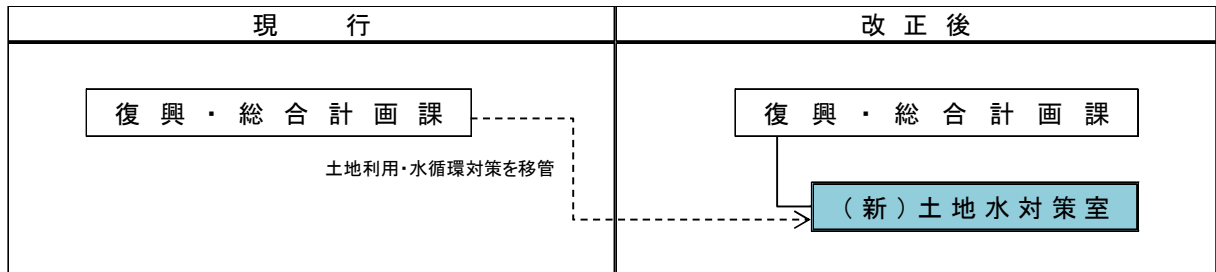 現 行
改 正 後
復 興 ・ 総 合 計 画 課
復 興 ・ 総 合 計 画 課
土地利用・水循環対策を移管
(新)土地水対策室